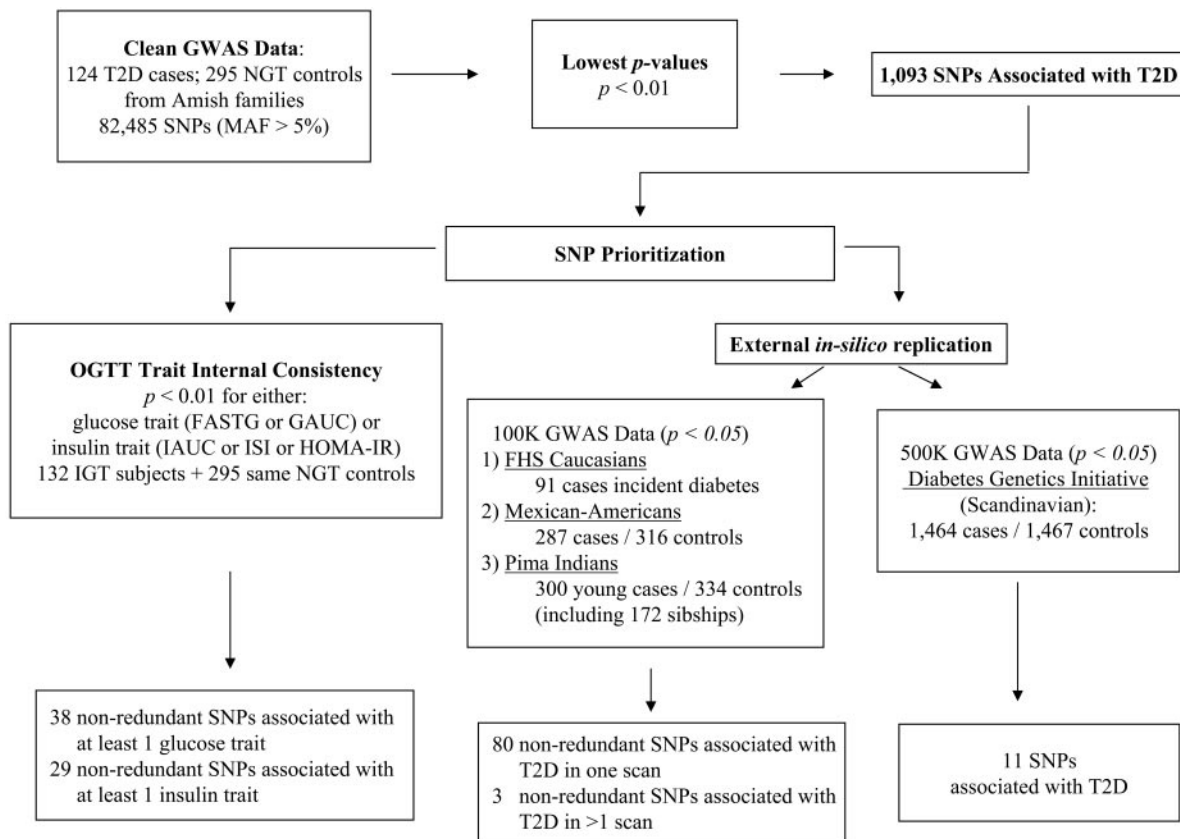 Clean GWAS Data:
124 T2D cases; 295 NGT controls
from Amish families
82,485 SNPs (MAF > 5%)
Lowest p-values
p < 0.01
1,093 SNPs Associated with T2D
SNP Prioritization
OGTT Trait Internal Consistency
p < 0.01 for either:
glucose trait (FASTG or GAUC) or
insulin trait (IAUC or ISI or HOMA-IR)
132 IGT subjects + 295 same NGT controls
External in-silico replication
100K GWAS Data (p < 0.05)
1) FHS Caucasians
91 cases incident diabetes
2) Mexican-Americans
287 cases / 316 controls
3) Pima Indians
300 young cases / 334 controls
(including 172 sibships)
500K GWAS Data (p < 0.05)
Diabetes Genetics Initiative
(Scandinavian):
1,464 cases / 1,467 controls
38 non-redundant SNPs associated with
at least 1 glucose trait
29 non-redundant SNPs associated with
at least 1 insulin trait
80 non-redundant SNPs associated with
T2D in one scan
3 non-redundant SNPs associated with
T2D in >1 scan
11 SNPs
associated with T2D